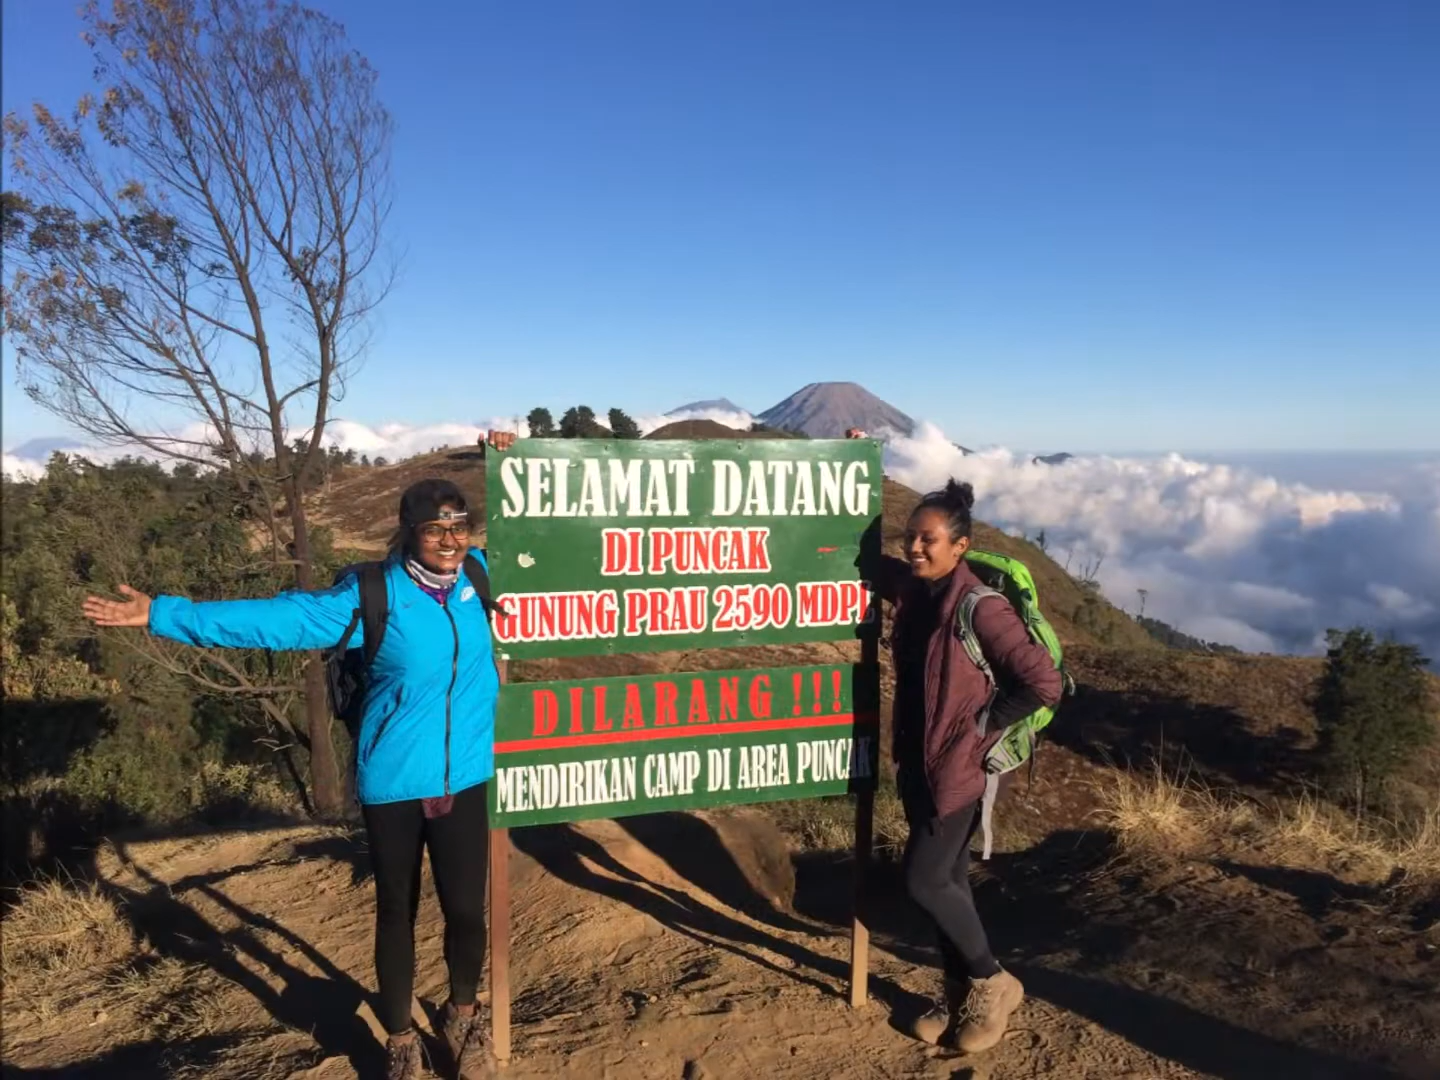 SELAMAT DATANG
DI PUNCAK
GUNUNG PRAU 2590 MDPL
DILARANG !!!
MENDIRIKAN CAMP DI AREA PUNCAK